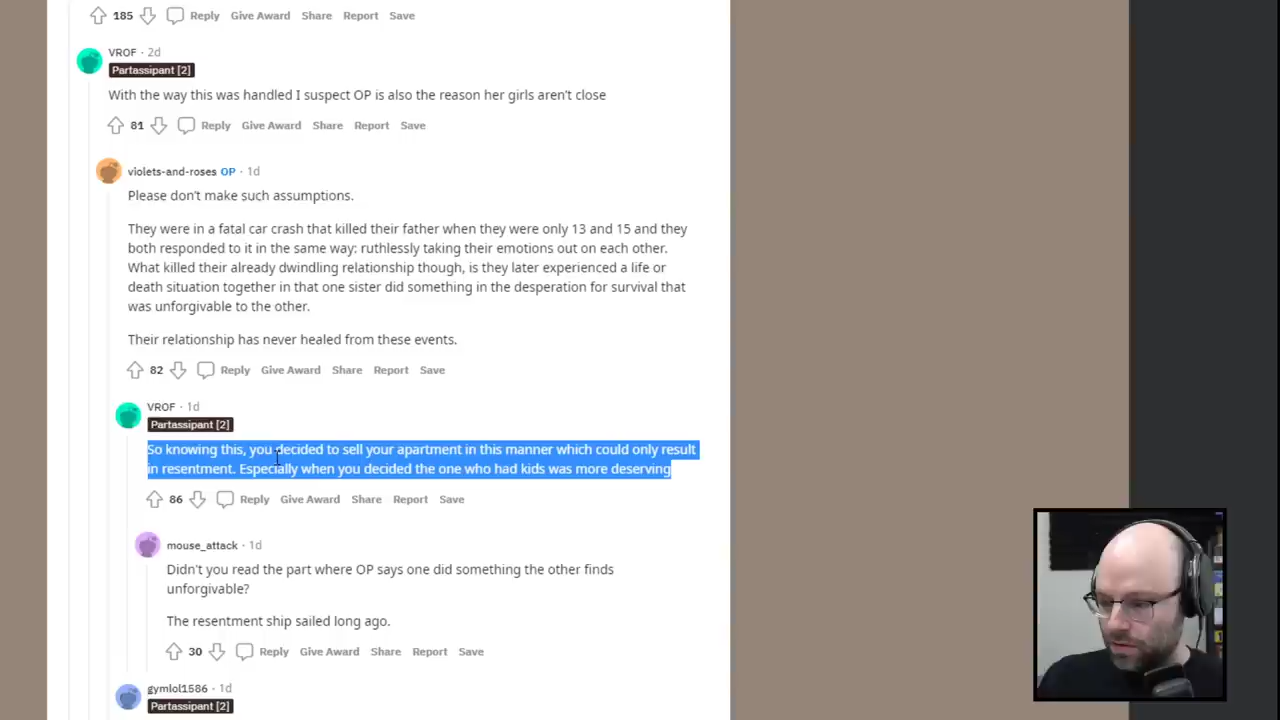 185 Reply Give Award Share Report Save
VROF · 2d
Partassipant [2]
With the way this was handled I suspect OP is also the reason her girls aren't close
81 Reply Give Award Share Report Save
violets-and-roses OP · 1d
Please don't make such assumptions.
They were in a fatal car crash that killed their father when they were only 13 and 15 and they
both responded to it in the same way: ruthlessly taking their emotions out on each other.
What killed their already dwindling relationship though, is they later experienced a life or
death situation together in that one sister did something in the desperation for survival that
was unforgivable to the other.
Their relationship has never healed from these events.
82 Reply Give Award Share Report Save
VROF · 1d
Partassipant [2]
So knowing this, you decided to sell your apartment in this manner which could only result
in resentment. Especially when you decided the one who had kids was more deserving
86 Reply Give Award Share Report Save
mouse_attack · 1d
Didn't you read the part where OP says one did something the other finds
unforgivable?
The resentment ship sailed long ago.
30 Reply Give Award Share Report Save
gymlol1586 · 1d
Partassipant [2]